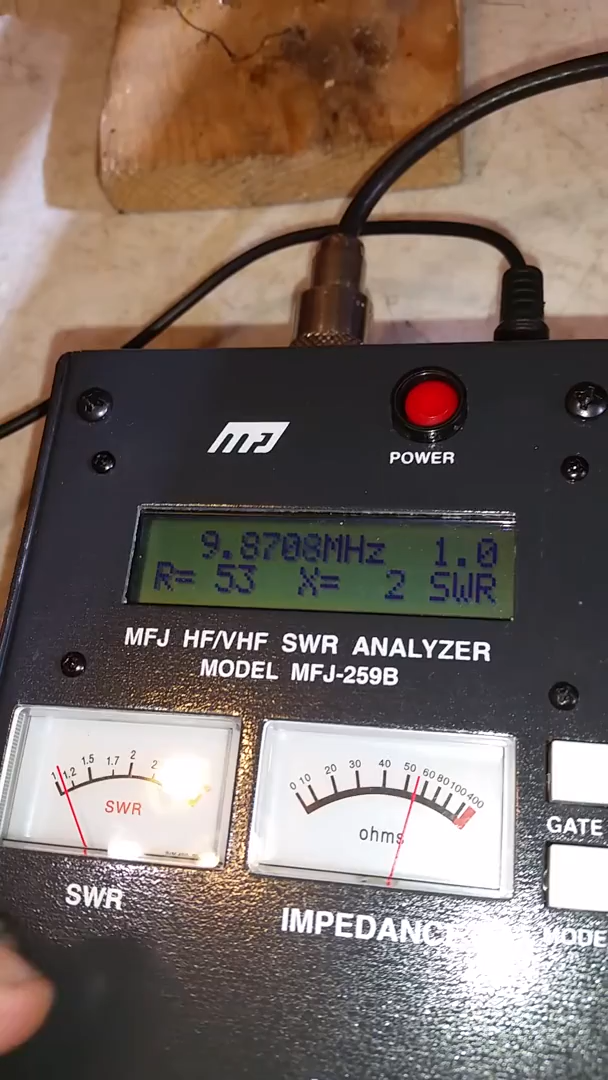 MFJ
POWER
9.8708MHz 1.0
R= 53 X= 2 SWR
MFJ HF/VHF SWR ANALYZER
MODEL MFJ-259B
1 1.2 1.5 1.7 2
SWR
0 10 20 30 40 50 60 80 100 400
ohms
GATE
SWR
IMPEDANCE
MODE